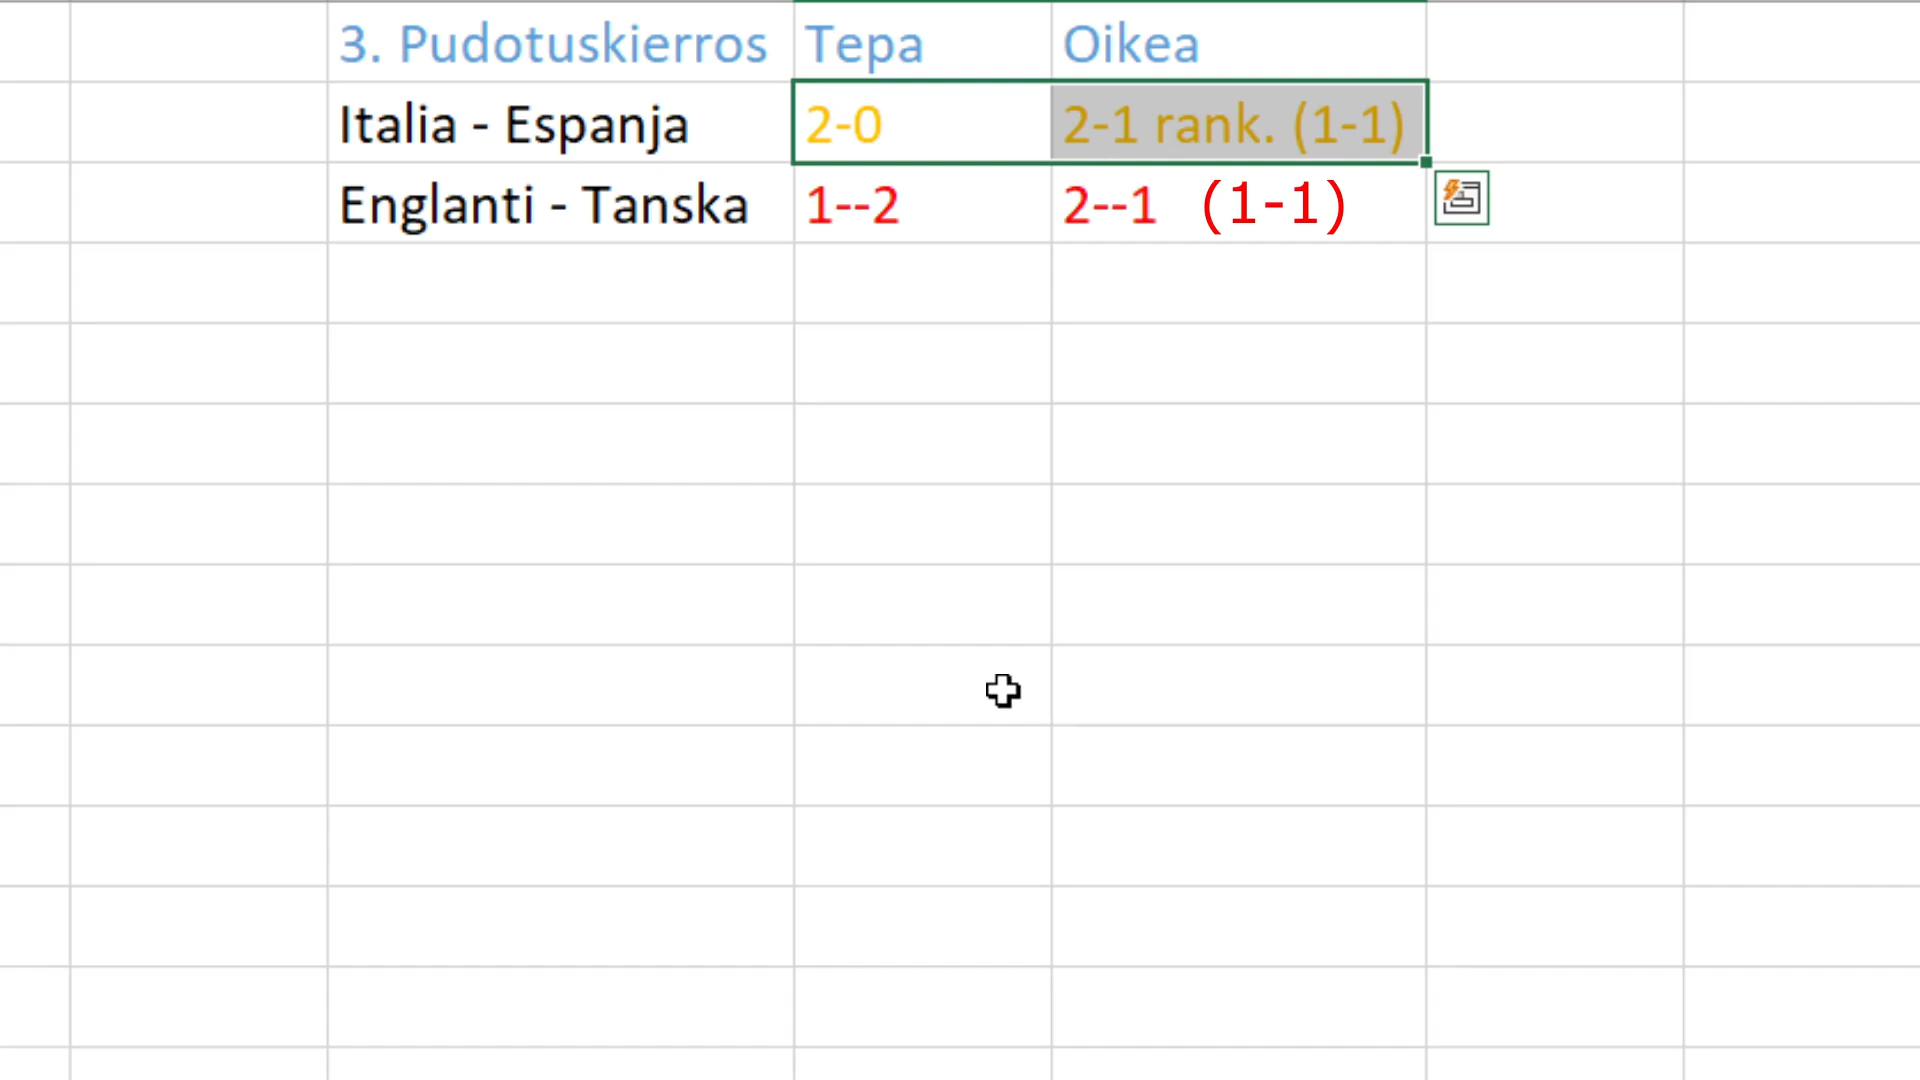 3. Pudotuskierros Tepa Oikea
Italia - Espanja 2-0 2-1 rank. (1-1)
Englanti - Tanska 1--2 2--1 (1-1)